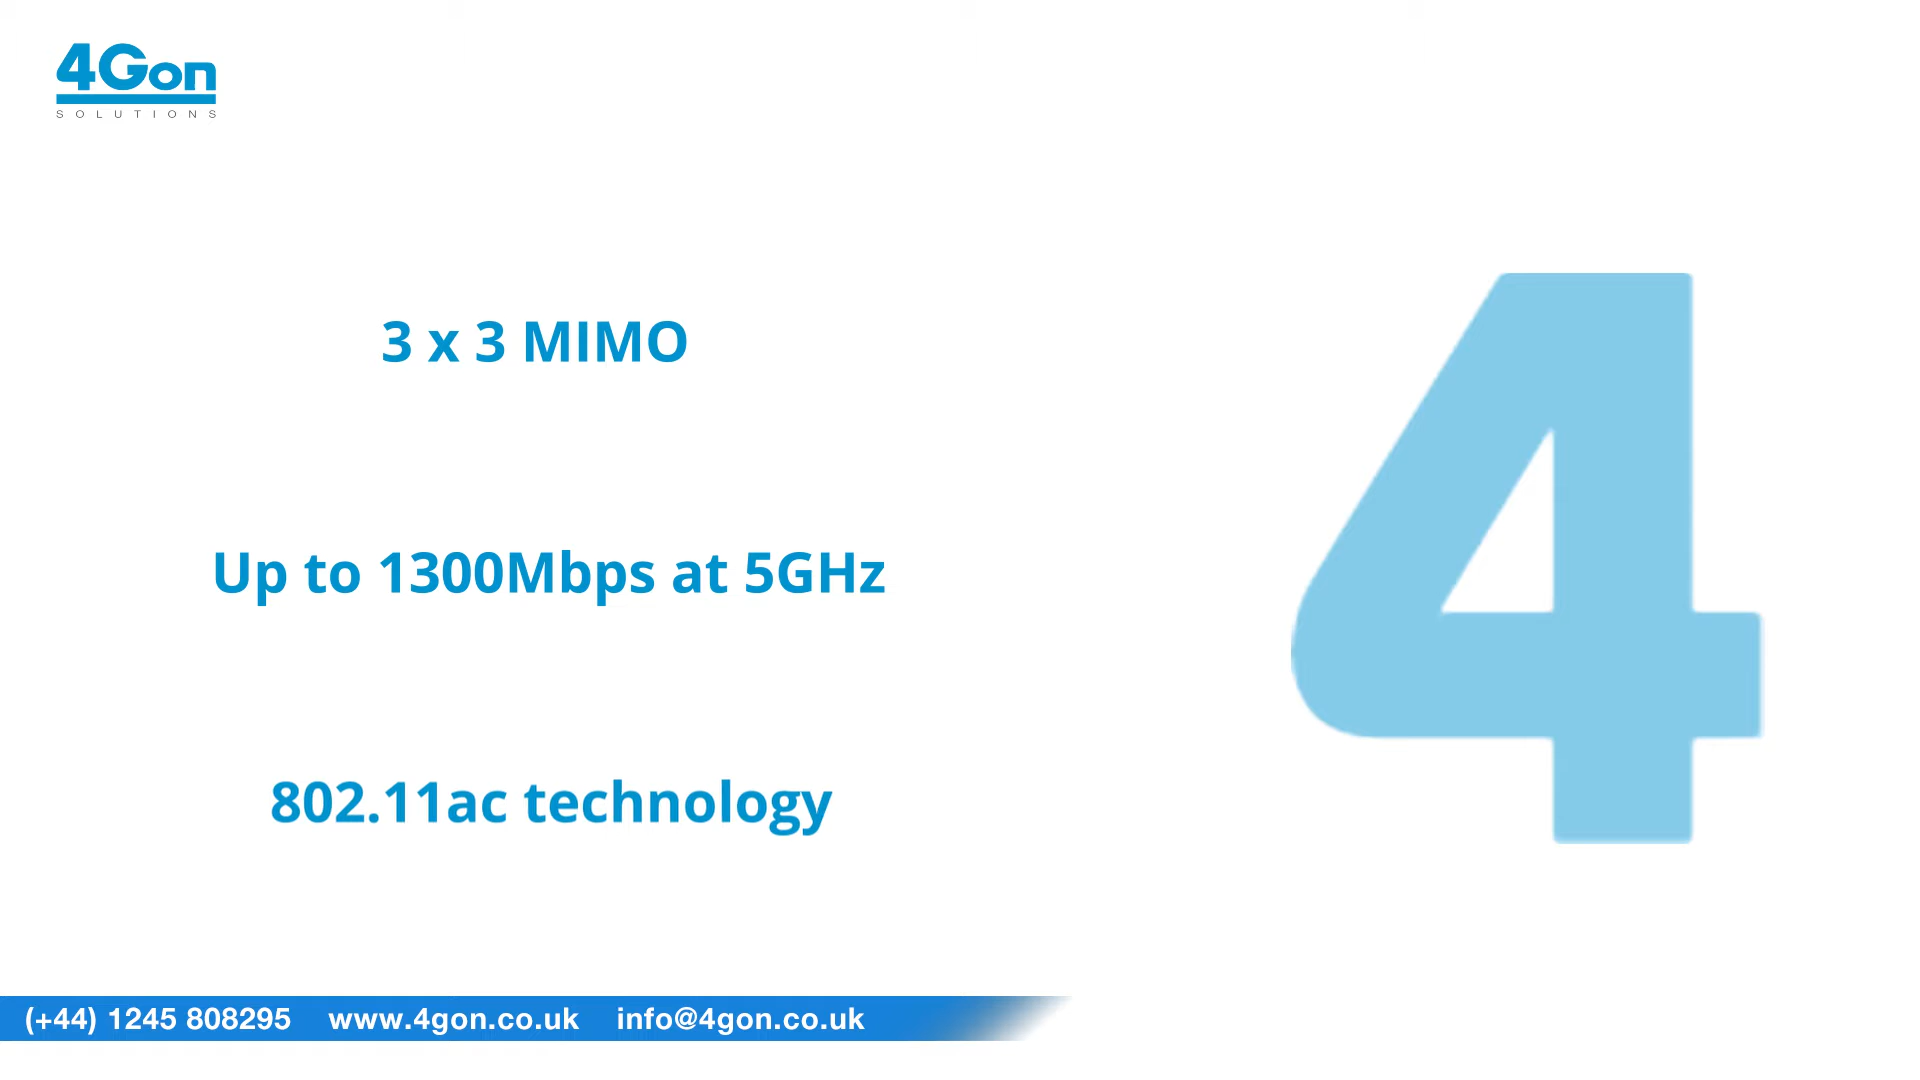 4Gon
SOLUTIONS
3 x 3 MIMO
Up to 1300Mbps at 5GHz
802.11ac technology
4
(+44) 1245 808295 www.4gon.co.uk info@4gon.co.uk